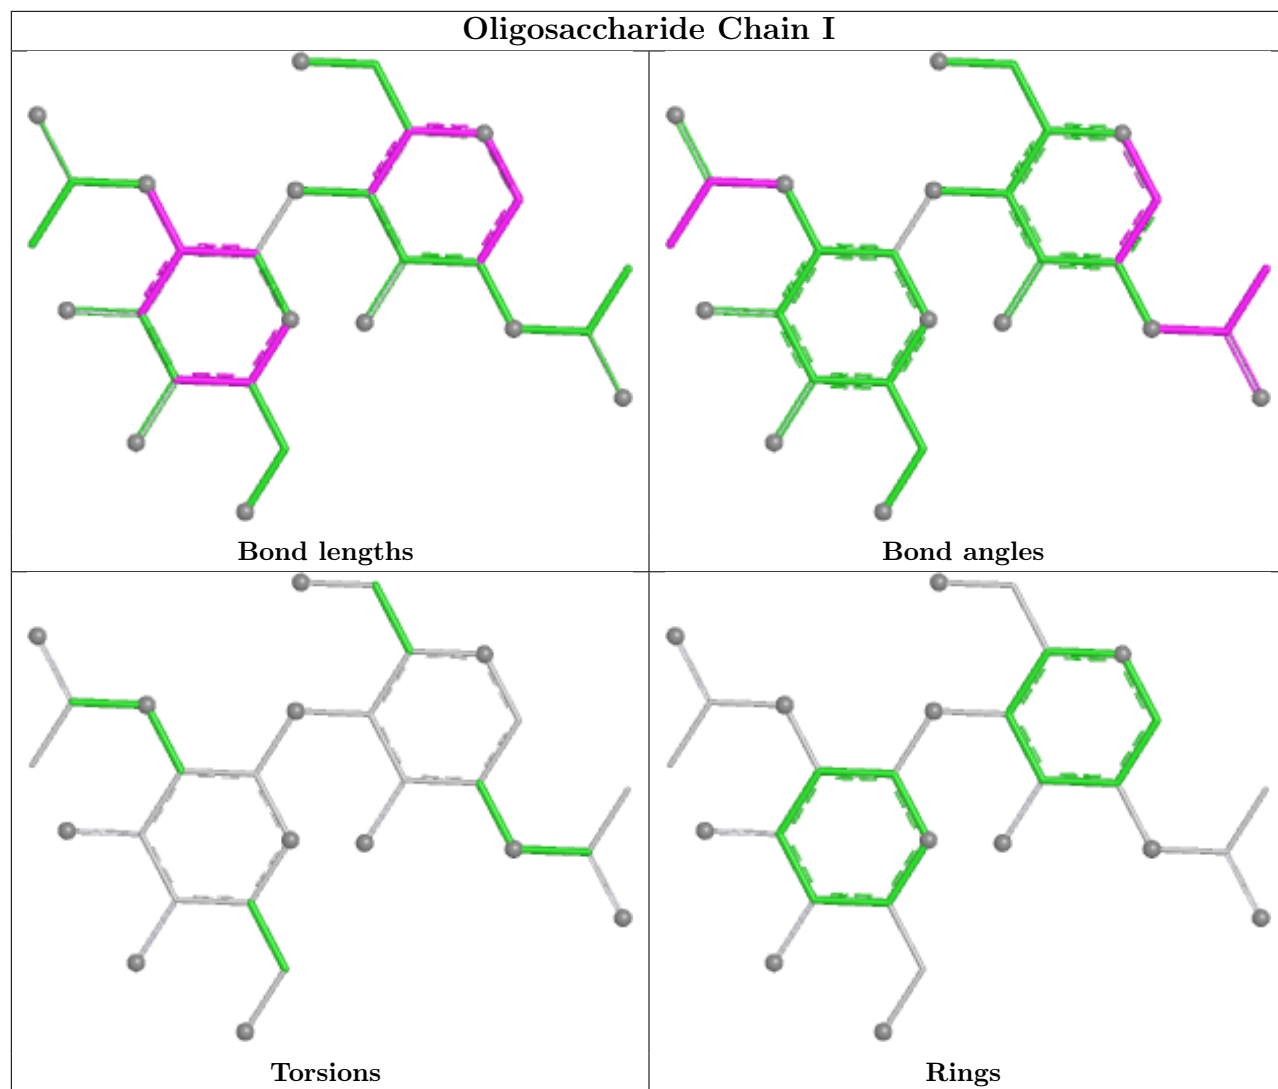 Oligosaccharide Chain I
Bond lengths
Bond angles
Torsions
Rings